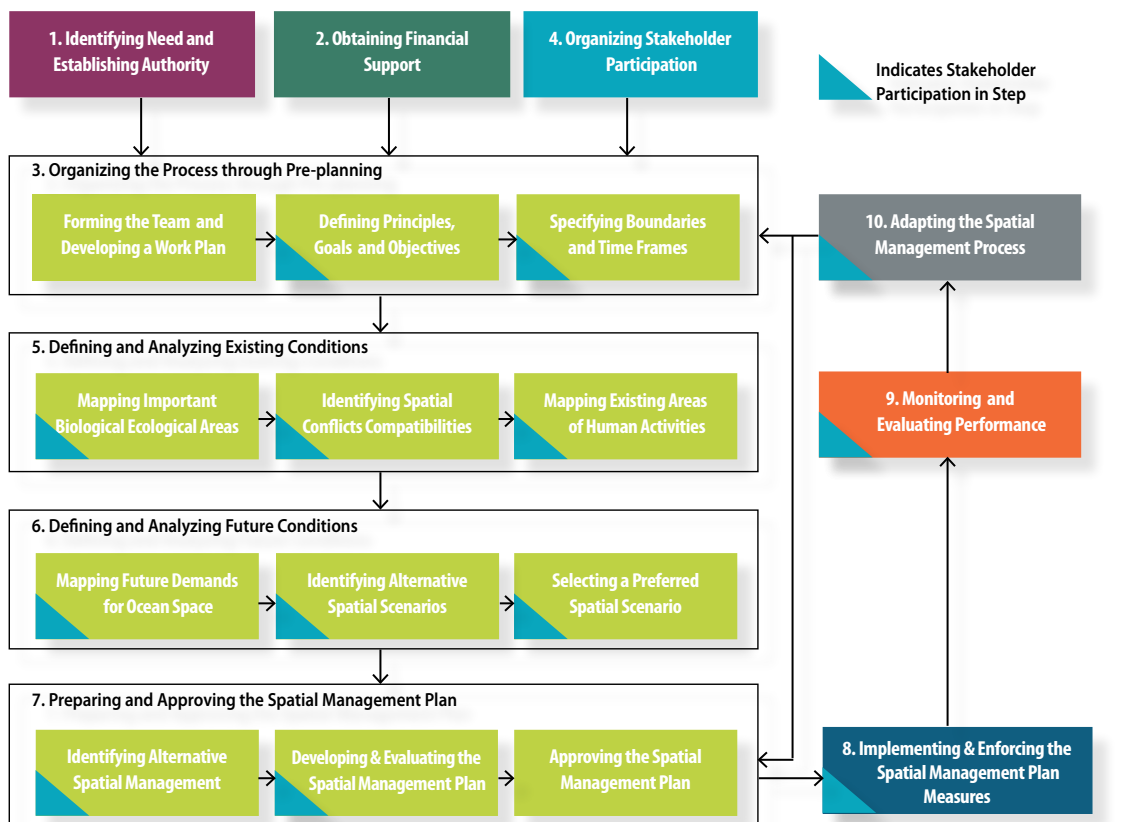 1. Identifying Need and
Establishing Authority
2. Obtaining Financial
Support
4. Organizing Stakeholder
Participation
Indicates Stakeholder
Participation in Step
3. Organizing the Process through Pre-planning
Forming the Team and
Developing a Work Plan
Defining Principles,
Goals and Objectives
Specifying Boundaries
and Time Frames
10. Adapting the Spatial
Management Process
5. Defining and Analyzing Existing Conditions
Mapping Important
Biological Ecological Areas
Identifying Spatial
Conflicts Compatibilities
Mapping Existing Areas
of Human Activities
9. Monitoring and
Evaluating Performance
6. Defining and Analyzing Future Conditions
Mapping Future Demands
for Ocean Space
Identifying Alternative
Spatial Scenarios
Selecting a Preferred
Spatial Scenario
7. Preparing and Approving the Spatial Management Plan
Identifying Alternative
Spatial Management
Developing & Evaluating the
Spatial Management Plan
Approving the Spatial
Management Plan
8. Implementing & Enforcing the
Spatial Management Plan
Measures